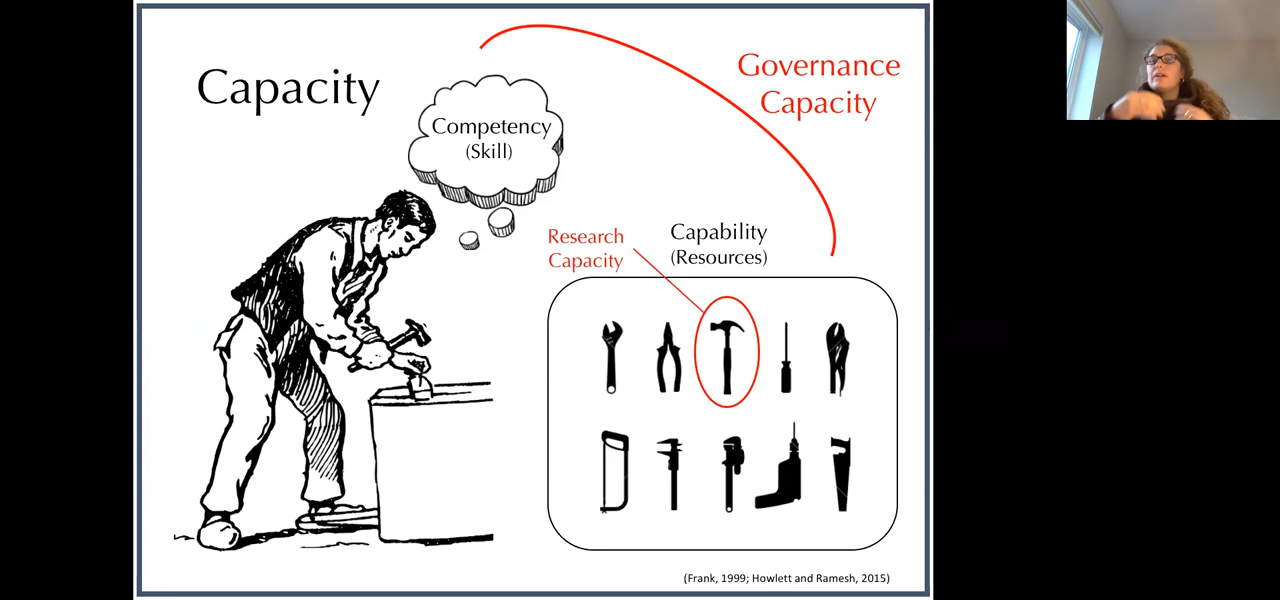 Capacity
Governance
Capacity
Competency
(Skill)
Research
Capacity
Capability
(Resources)
(Frank, 1999; Howlett and Ramesh, 2015)